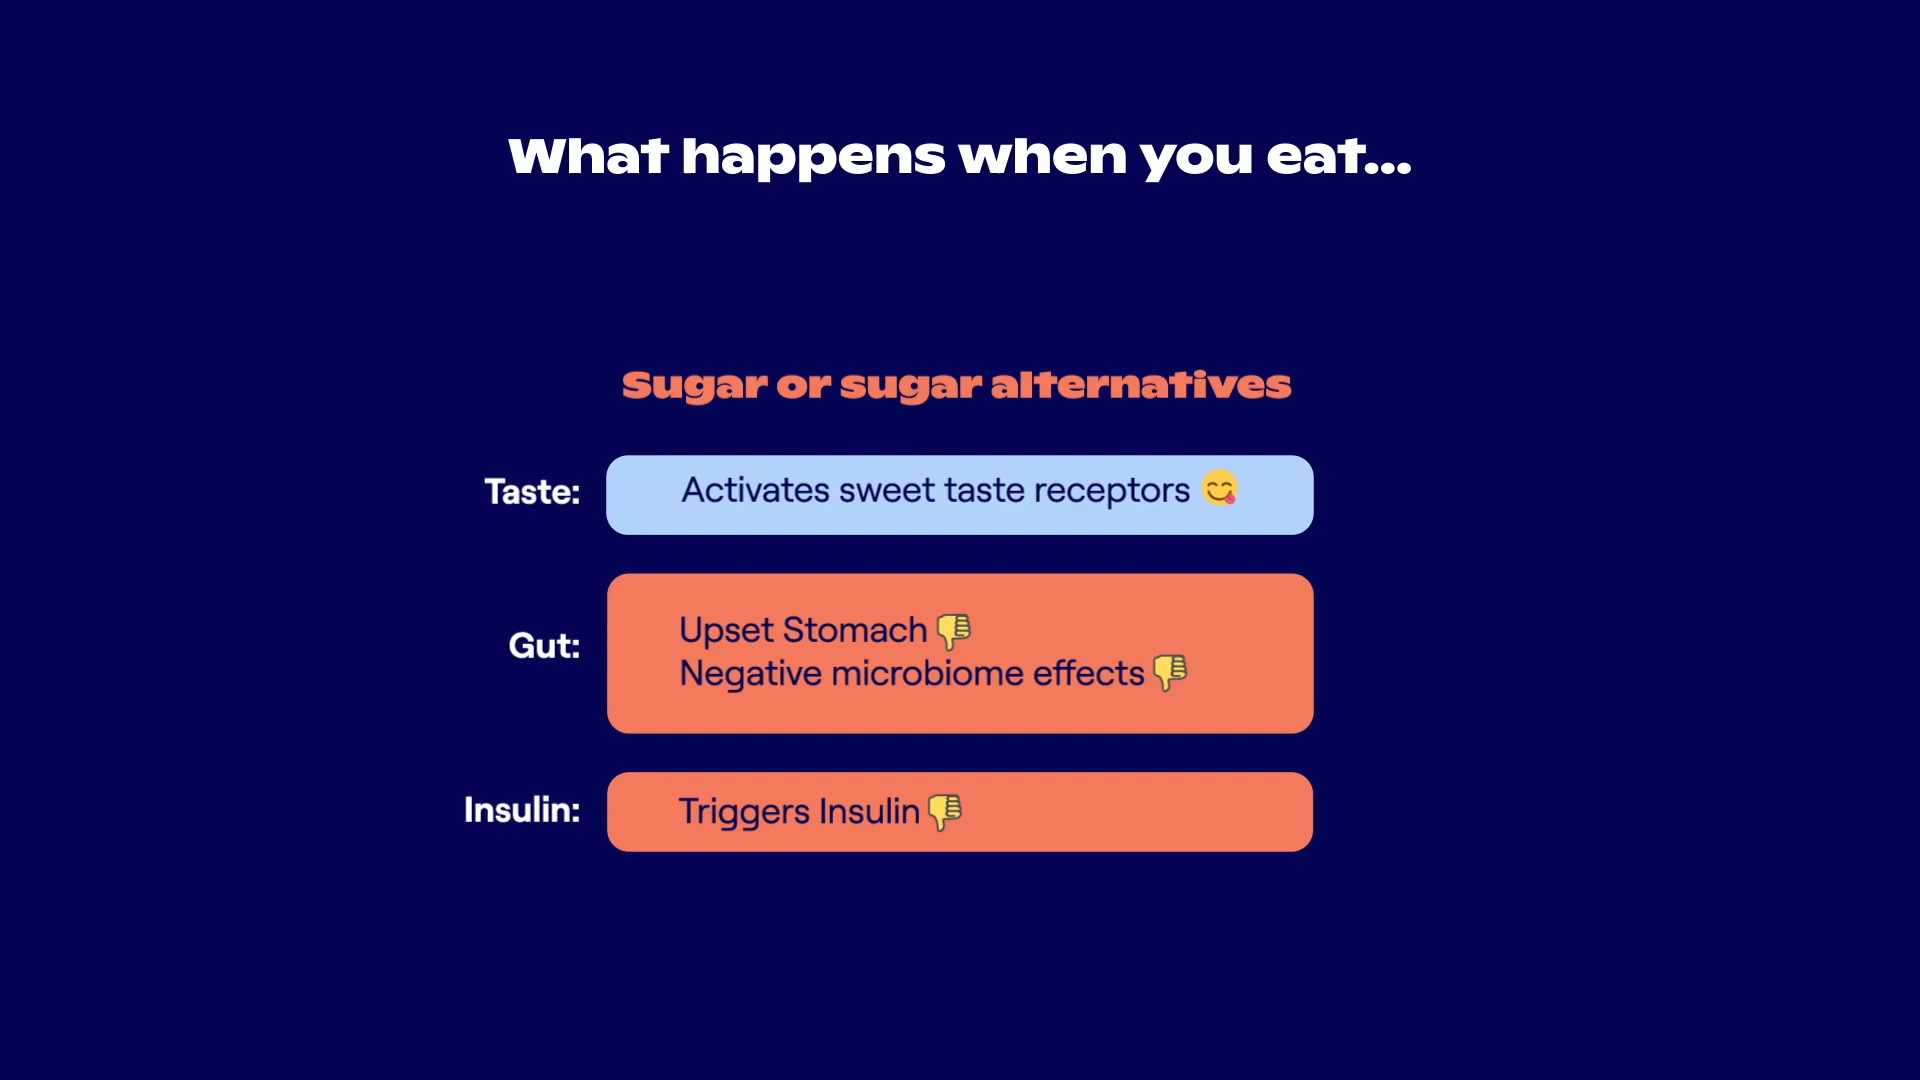 What happens when you eat...
Sugar or sugar alternatives
Taste: Activates sweet taste receptors 😋
Gut: Upset Stomach 👎
Negative microbiome effects 👎
Insulin: Triggers Insulin 👎